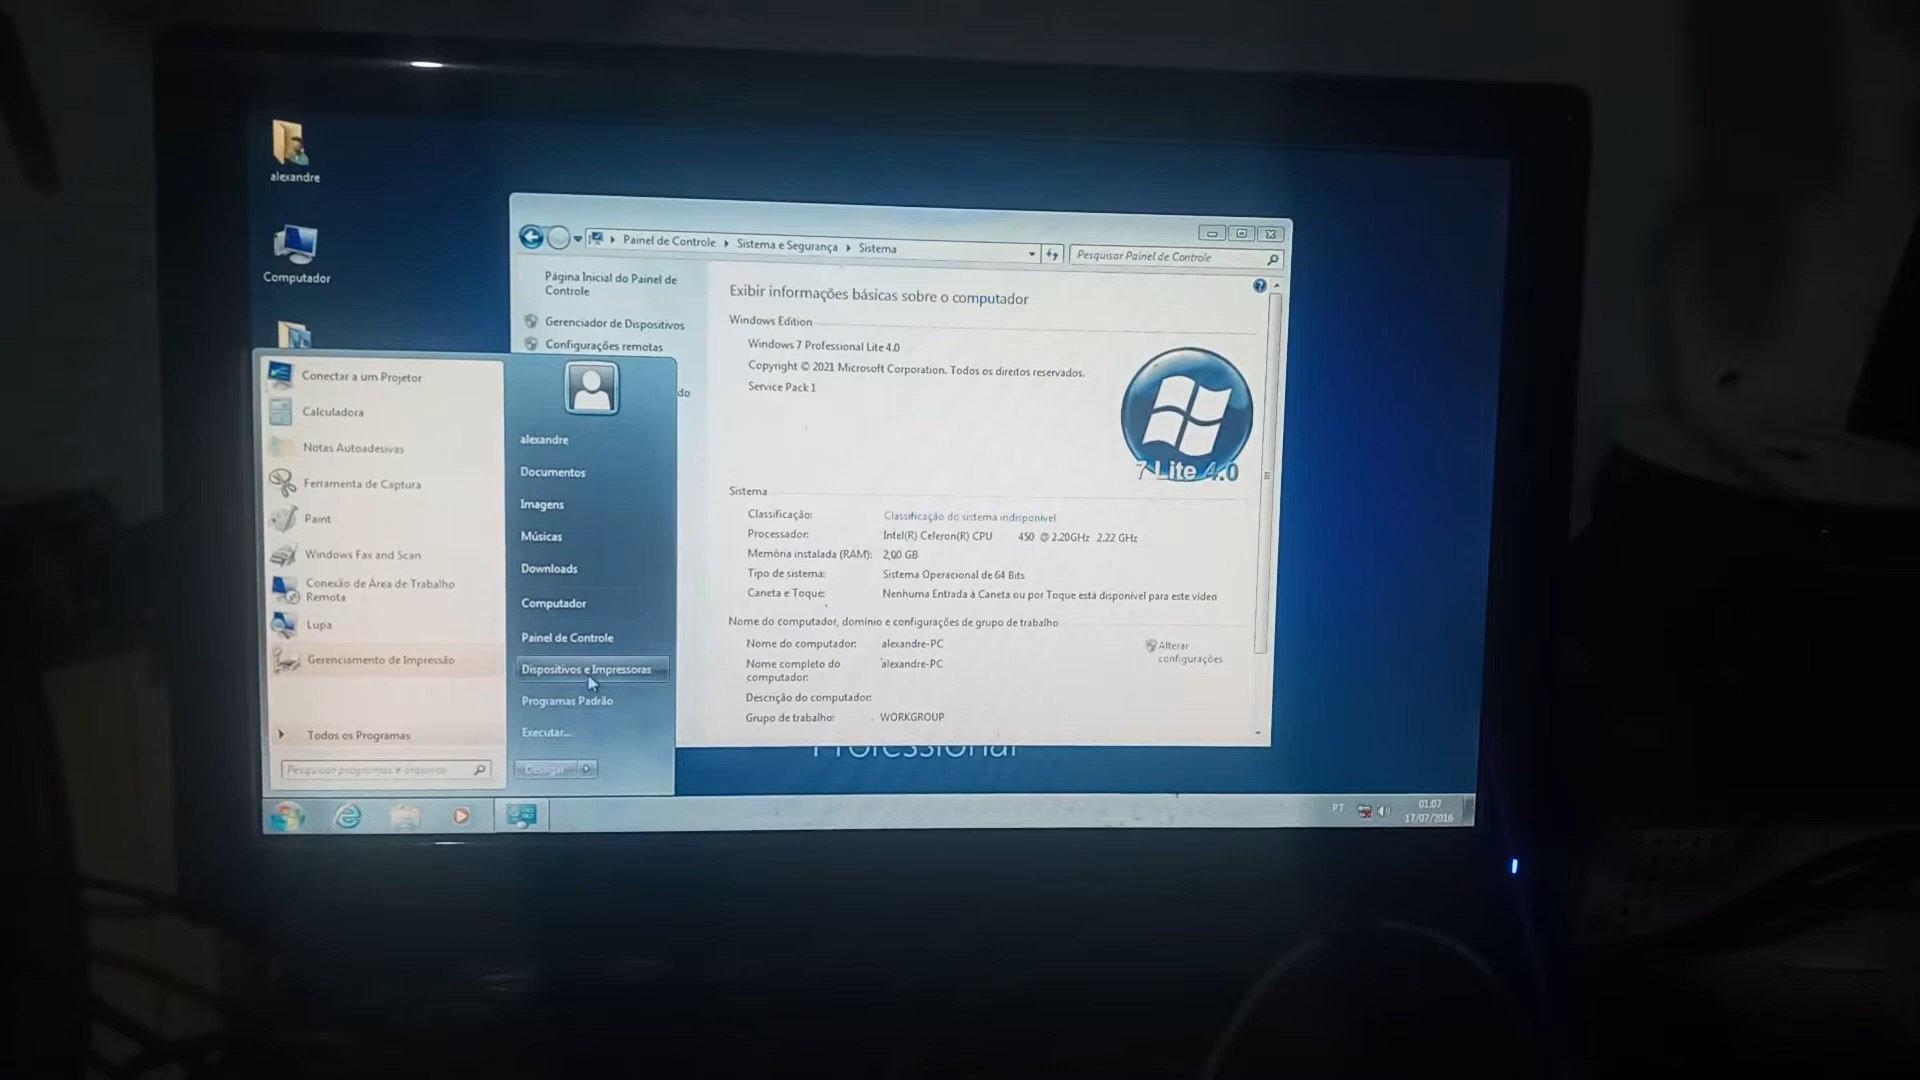 alexandre
Computador
Painel de Controle
Sistema e Segurança
Sistema
Pesquisar Painel de Controle
Página Inicial do Painel de
Controle
Gerenciador de Dispositivos
Configurações remotas
do
Exibir informações básicas sobre o computador
Windows Edition
Windows 7 Professional Lite 4.0
Copyright © 2021 Microsoft Corporation. Todos os direitos reservados.
Service Pack 1
7 Lite 4.0
Sistema
Classificação: Classificação do sistema indisponível
Processador: Intel(R) Celeron(R) CPU 450 @ 2.20GHz 2.22 GHz
Memória instalada (RAM): 2,00 GB
Tipo de sistema: Sistema Operacional de 64 Bits
Caneta e Toque: Nenhuma Entrada à Caneta ou por Toque está disponível para este vídeo
Nome do computador, domínio e configurações de grupo de trabalho
Nome do computador: alexandre-PC
Alterar
configurações
Nome completo do
computador:
alexandre-PC
Descrição do computador:
Grupo de trabalho: WORKGROUP
Professional
Conectar a um Projetor
Calculadora
Notas Autoadesivas
Ferramenta de Captura
Paint
Windows Fax and Scan
Conexão de Área de Trabalho
Remota
Lupa
Gerenciamento de Impressão
Todos os Programas
Pesquisar programas e arquivos
alexandre
Documentos
Imagens
Músicas
Downloads
Computador
Painel de Controle
Dispositivos e Impressoras
Programas Padrão
Executar...
Desligar
PT
01:07
17/07/2016